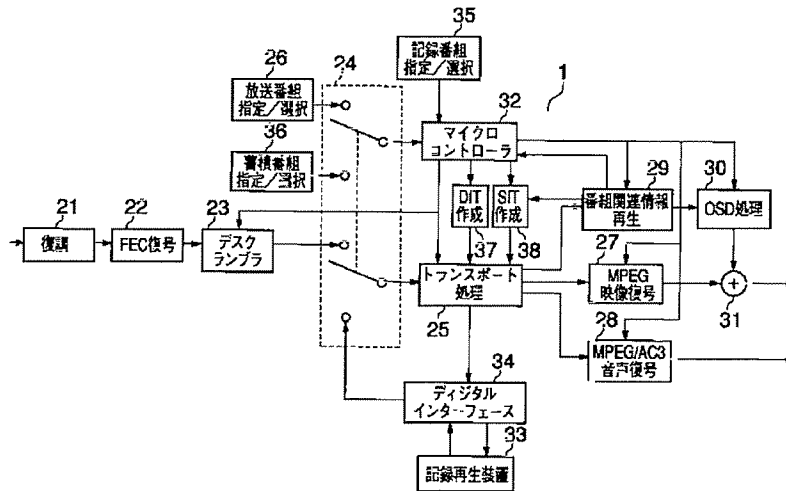 35
記録番組
指定／選択
26
放送番組
指定／選択
24
36
蓄積番組
指定／選択
1
32
マイクロ
コントローラ
21
復調
22
FEC復号
23
デスク
ランブラ
DIT
作成
37
SIT
作成
38
29
番組関連情報
再生
30
OSD処理
トランスポート
処理
25
27
MPEG
映像復号
31
28
MPEG/AC3
音声復号
34
ディジタル
インターフェース
33
記録再生装置